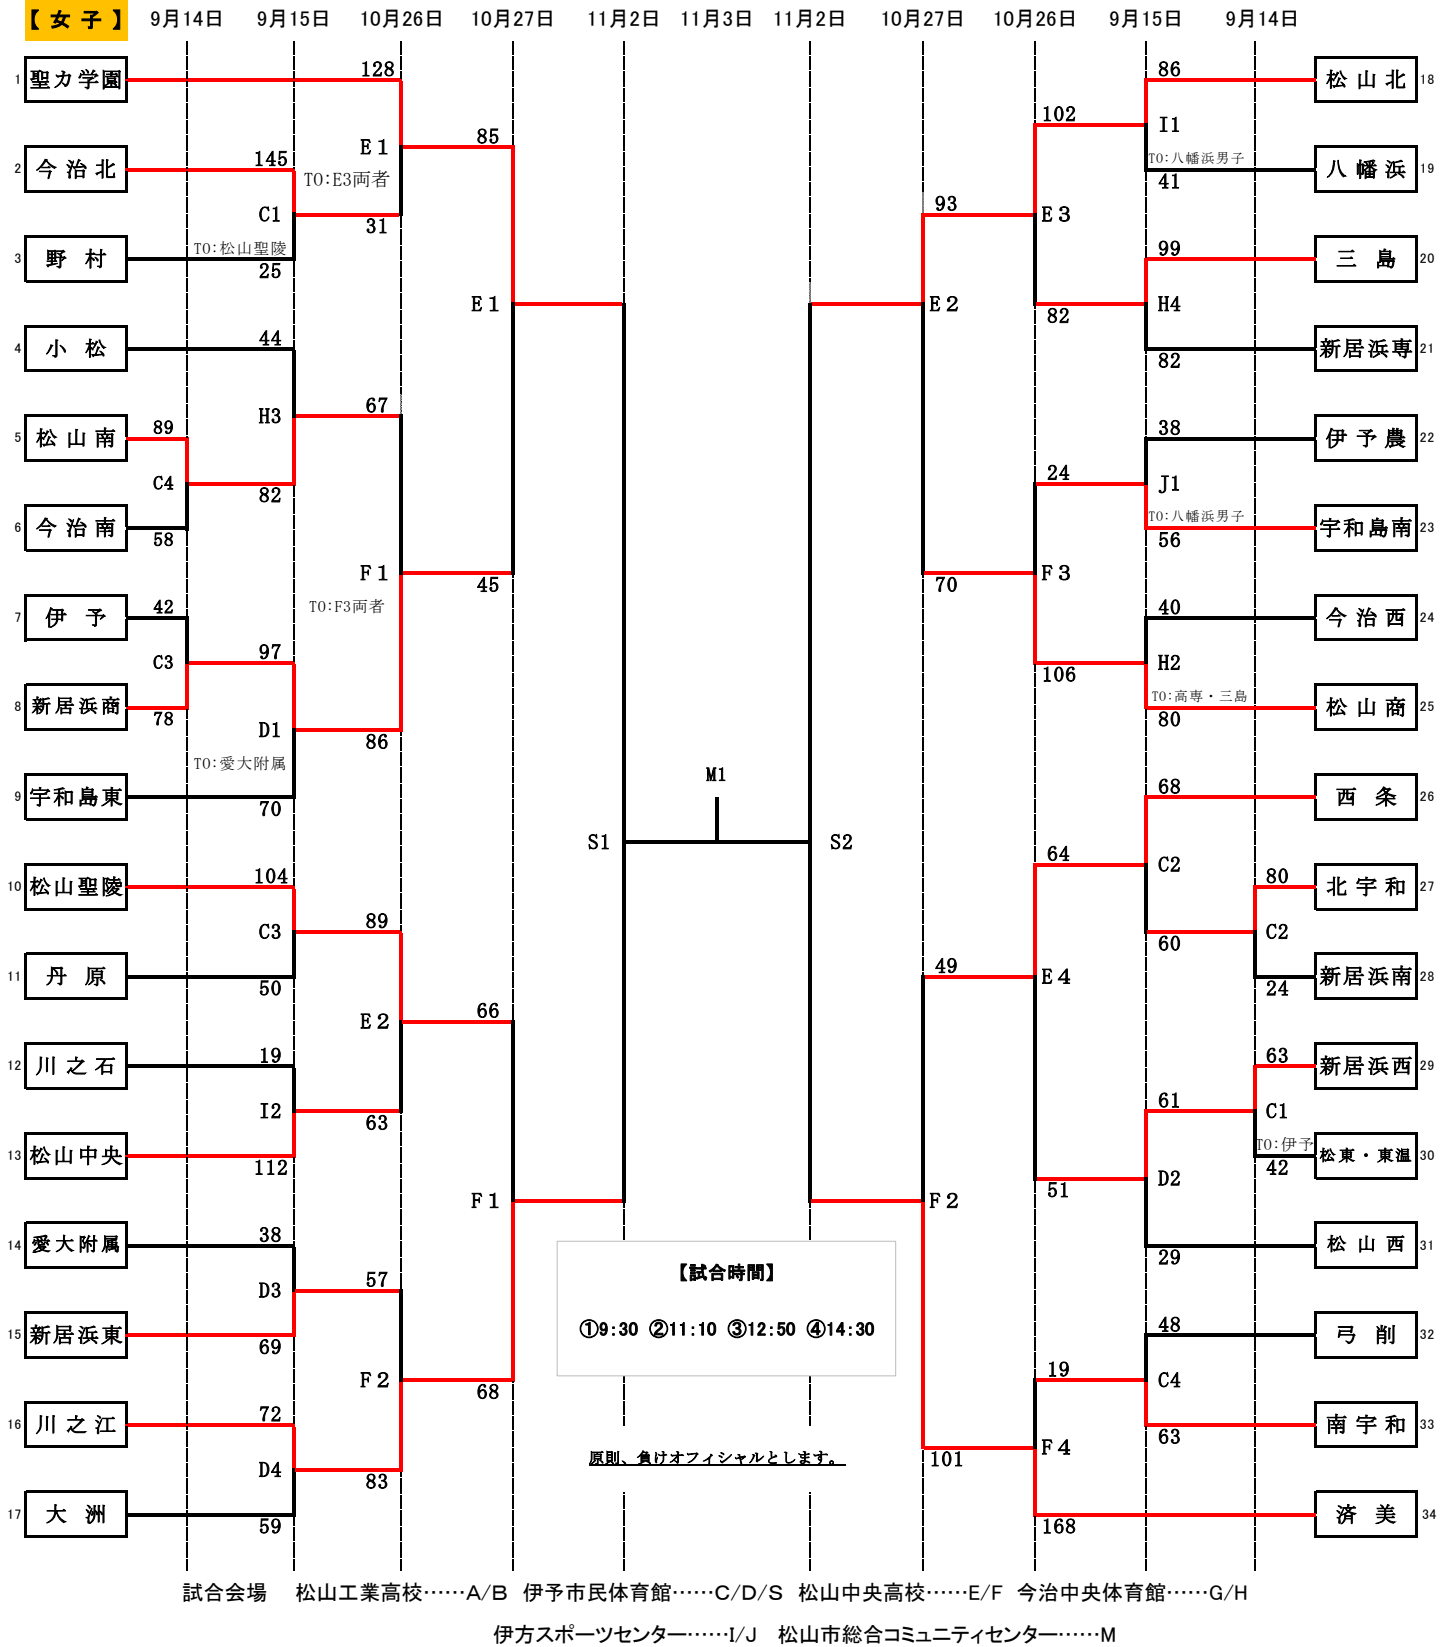 【 女 子 】 9月14日 9月15日 10月26日 10月27日 11月2日 11月3日 11月2日 10月27日 10月26日 9月15日 9月14日
128 86
1 聖カ学園 松 山 北 18
102
I1
85
E 1
145 TO:八幡浜男子
2 今 治 北 八 幡 浜 19
TO:E3両者 41
93
C1 E 3
31
TO:松山聖陵 99
3 野 村 三 島 20
25
E 1 E 2 H4
82
44
4 小 松 新居浜専 21
82
67
H3
89 38
5 松 山 南 伊 予 農 22
24
C4 J1
82
TO:八幡浜男子
6 今 治 南 宇和島南 23
58 56
F 1 F 3
45 70
TO:F3両者
42 40
7 伊 予 今 治 西 24
97
C3 H2
106
TO:高専・三島
8 新居浜商 松 山 商 25
78 80
D1
86
TO:愛大附属
M1
68
9 宇和島東 西 条 26
70
S1 S2
64
C2
104 80
10 松山聖陵 北 宇 和 27
89
C3 C2
60
49
11 丹 原 E 4 新居浜南 28
50 24
66
E 2
19 63
12 川 之 石 新居浜西 29
61
I2 C1
63
TO:伊予
13 松山中央 松東・東温 30
112 42
D2
51
F 1 F 2
38
14 愛大附属 松 山 西 31
29
【試合時間】
57
D3
①9:30 ②11:10 ③12:50 ④14:30
48
15 新居浜東 弓 削 32
69
19
F 2 C4
68
72
16 川 之 江 南 宇 和 33
63
F 4
原則、負けオフィシャルとします。
101
D4
83
17 大 洲 済 美 34
59 168
試合会場 松山工業高校……A/B 伊予市民体育館……C/D/S 松山中央高校……E/F 今治中央体育館……G/H
伊方スポーツセンター……I/J 松山市総合コミュニティセンター……M